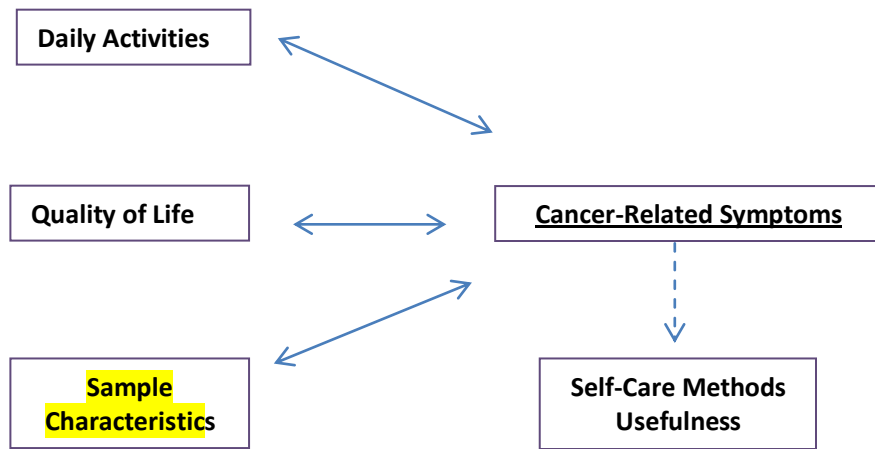 Daily Activities
Quality of Life
Cancer-Related Symptoms
Sample
Characteristics
Self-Care Methods
Usefulness